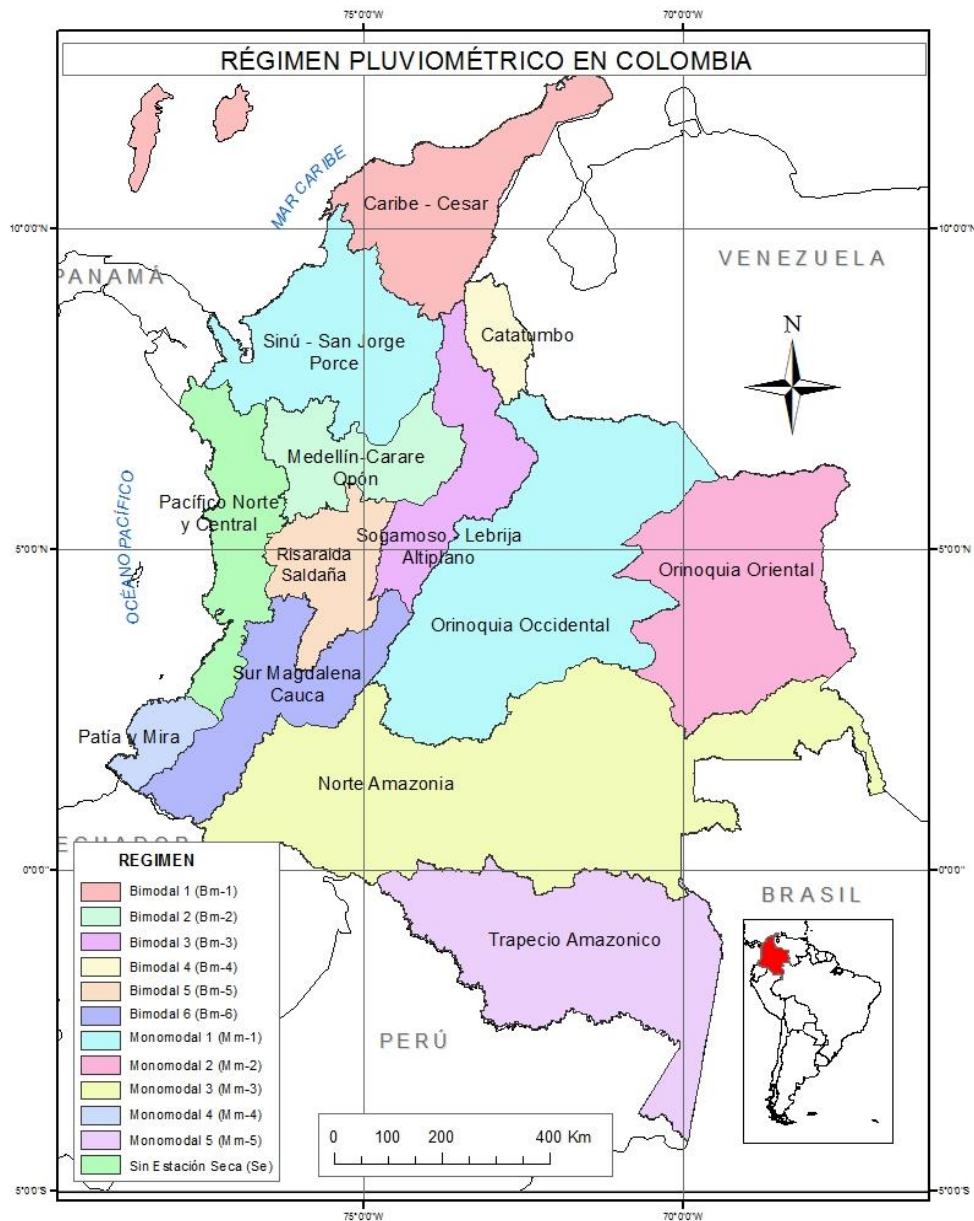 75°0'0"W
70°0'0"W
RÉGIMEN PLUVIOMÉTRICO EN COLOMBIA
MAR CARIBE
Caribe - Cesar
10°0'0"N
10°0'0"N
PANAMÁ
VENEZUELA
N
Catatumbo
Sinú - San Jorge
Porce
Medellín-Carare
Opón
OCÉANO PACÍFICO
Pacífico Norte
y Central
Sogamoso - Lebrija
Altiplano
5°0'0"N
5°0'0"N
Risaralda
Saldaña
Orinoquia Oriental
Orinoquia Occidental
Sur Magdalena
Cauca
Patía y Mira
Norte Amazonia
ECUADOR
0°0'0"
0°0'0"
REGIMEN
Bimodal 1 (Bm-1)
Bimodal 2 (Bm-2)
Bimodal 3 (Bm-3)
Bimodal 4 (Bm-4)
Bimodal 5 (Bm-5)
Bimodal 6 (Bm-6)
Monomodal 1 (Mm-1)
Monomodal 2 (Mm-2)
Monomodal 3 (Mm-3)
Monomodal 4 (Mm-4)
Monomodal 5 (Mm-5)
Sin Estación Seca (Se)
BRASIL
Trapecio Amazonico
PERÚ
0 100 200 400 Km
5°0'0"S
5°0'0"S
75°0'0"W
70°0'0"W